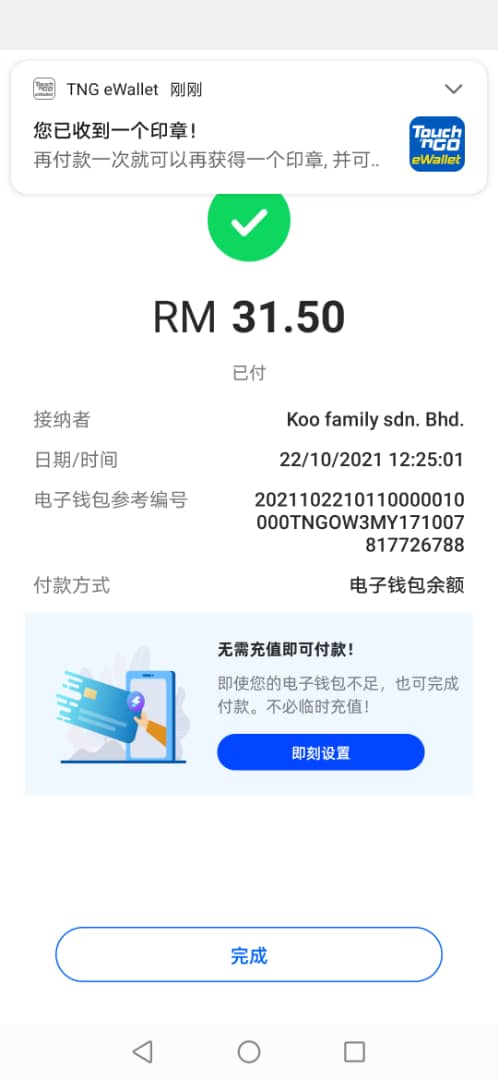 TNG eWallet 刚刚
您已收到一个印章！
再付款一次就可以再获得一个印章, 并可..
Touch
'nGO
eWallet
RM 31.50
已付
接纳者 Koo family sdn. Bhd.
日期/时间 22/10/2021 12:25:01
电子钱包参考编号 2021102210110000010
000TNGOW3MY171007
817726788
付款方式 电子钱包余额
无需充值即可付款！
即使您的电子钱包不足，也可完成
付款。不必临时充值！
即刻设置
完成